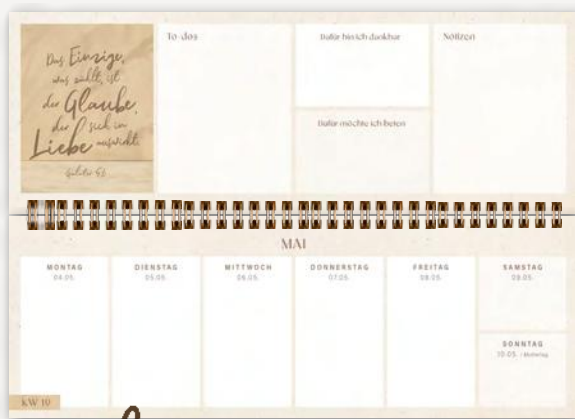 Das Einzige,
was zählt, ist
der Glaube,
der sich in
Liebe auswirkt.
Galater 5,6
To-dos
Dafür bin ich dankbar
Dafür möchte ich beten
Notizen
MAI
MONTAG
04.05.
DIENSTAG
05.05.
MITTWOCH
06.05.
DONNERSTAG
07.05.
FREITAG
08.05.
SAMSTAG
09.05.
SONNTAG
10.05. / Muttertag
KW 19